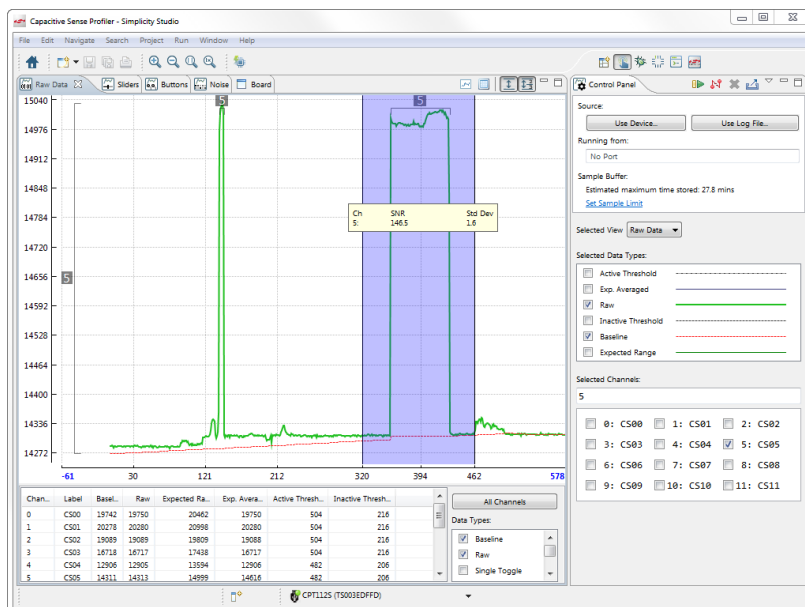 Capacitive Sense Profiler - Simplicity Studio
File Edit Navigate Search Project Run Window Help
Raw Data Sliders Buttons Noise Board
15040
14976
14912
14848
14784
14720
14656
14592
14528
14464
14400
14336
14272
5
5
5
Ch SNR Std Dev
5: 146.5 1.6
-61 30 121 212 320 394 462 578
Chan... Label Basel... Raw Expected Ra... Exp. Avera... Active Thresh... Inactive Thresh...
0 CS00 19742 19750 20462 19750 504 216
1 CS01 20278 20280 20998 20280 504 216
2 CS02 19089 19089 19809 19088 504 216
3 CS03 16718 16717 17438 16717 504 216
4 CS04 12906 12905 13594 12906 482 206
5 CS05 14311 14313 14999 14616 482 206
All Channels
Data Types:
Baseline
Raw
Single Toggle
Control Panel
Source:
Use Device... Use Log File...
Running from:
No Port
Sample Buffer:
Estimated maximum time stored: 27.8 mins
Set Sample Limit
Selected View Raw Data
Selected Data Types:
Active Threshold
Exp. Averaged
Raw
Inactive Threshold
Baseline
Expected Range
Selected Channels:
5
0: CS00 1: CS01 2: CS02
3: CS03 4: CS04 5: CS05
6: CS06 7: CS07 8: CS08
9: CS09 10: CS10 11: CS11
CPT112S (TS003EDFFD)